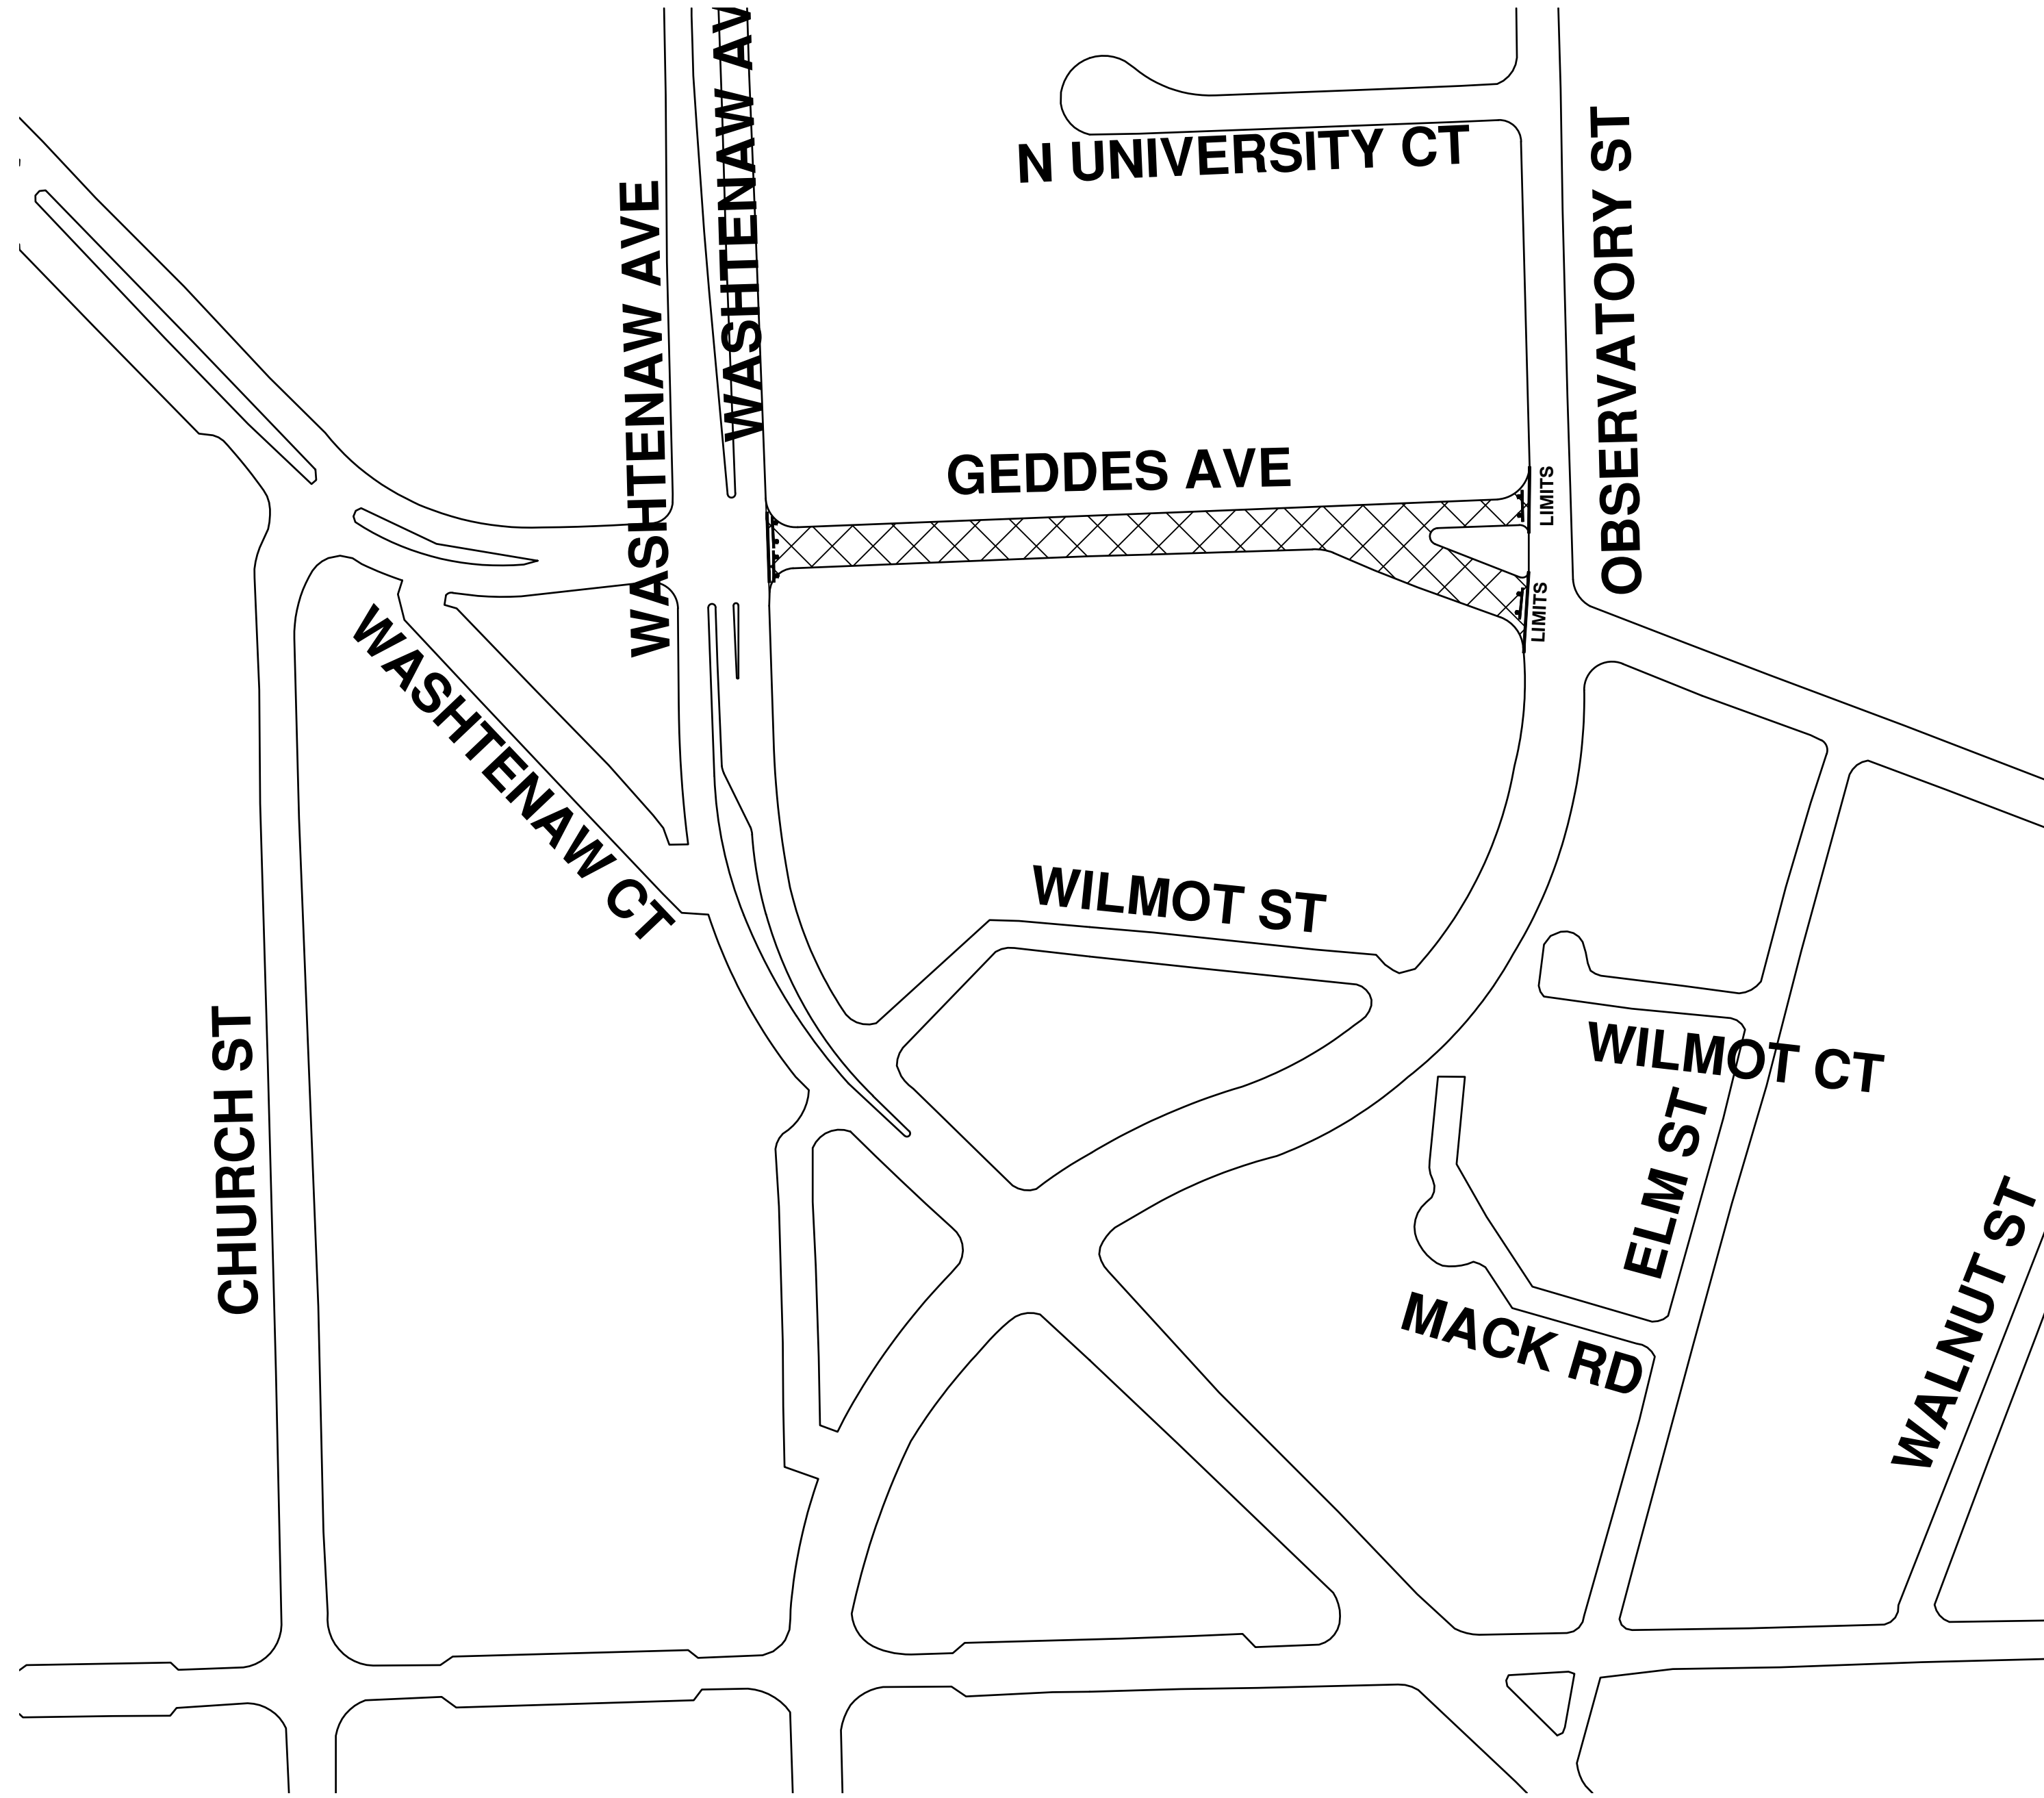 WASHTENAW AV
N UNIVERSITY CT
OBSERVATORY ST
WASHTENAW AVE
GEDDES AVE
LIMITS
LIMITS
WASHTENAW CT
WILMOT ST
CHURCH ST
WILMOT CT
ELM ST
WALNUT ST
MACK RD